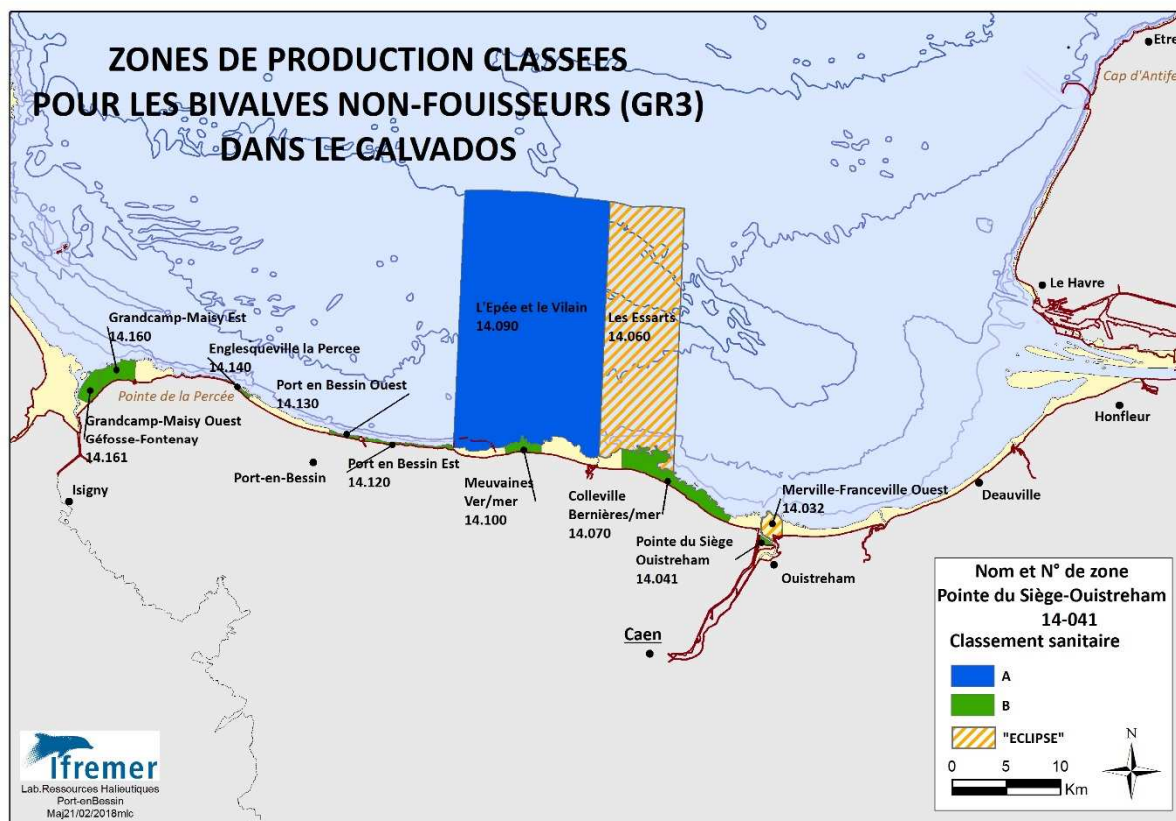 ZONES DE PRODUCTION CLASSEES
POUR LES BIVALVES NON-FOUISSEURS (GR3)
DANS LE CALVADOS
Etre
Cap d'Antife
Le Havre
L'Epée et le Vilain
14.090
Les Essarts
14.060
Grandcamp-Maisy Est
14.160
Englesqueville la Percee
14.140
Port en Bessin Ouest
14.130
Pointe de la Percée
Grandcamp-Maisy Ouest
Géfosse-Fontenay
14.161
Honfleur
Port-en-Bessin
Port en Bessin Est
14.120
Meuvaines
Ver/mer
14.100
Colleville
Bernières/mer
14.070
Merville-Franceville Ouest
14.032
Deauville
Isigny
Pointe du Siège
Ouistreham
14.041
Ouistreham
Caen
Nom et N° de zone
Pointe du Siège-Ouistreham
14-041
Classement sanitaire
A
B
"ECLIPSE"
N
0 5 10
Km
Ifremer
Lab.Ressources Halieutiques
Port-enBessin
Maj21/02/2018mlc